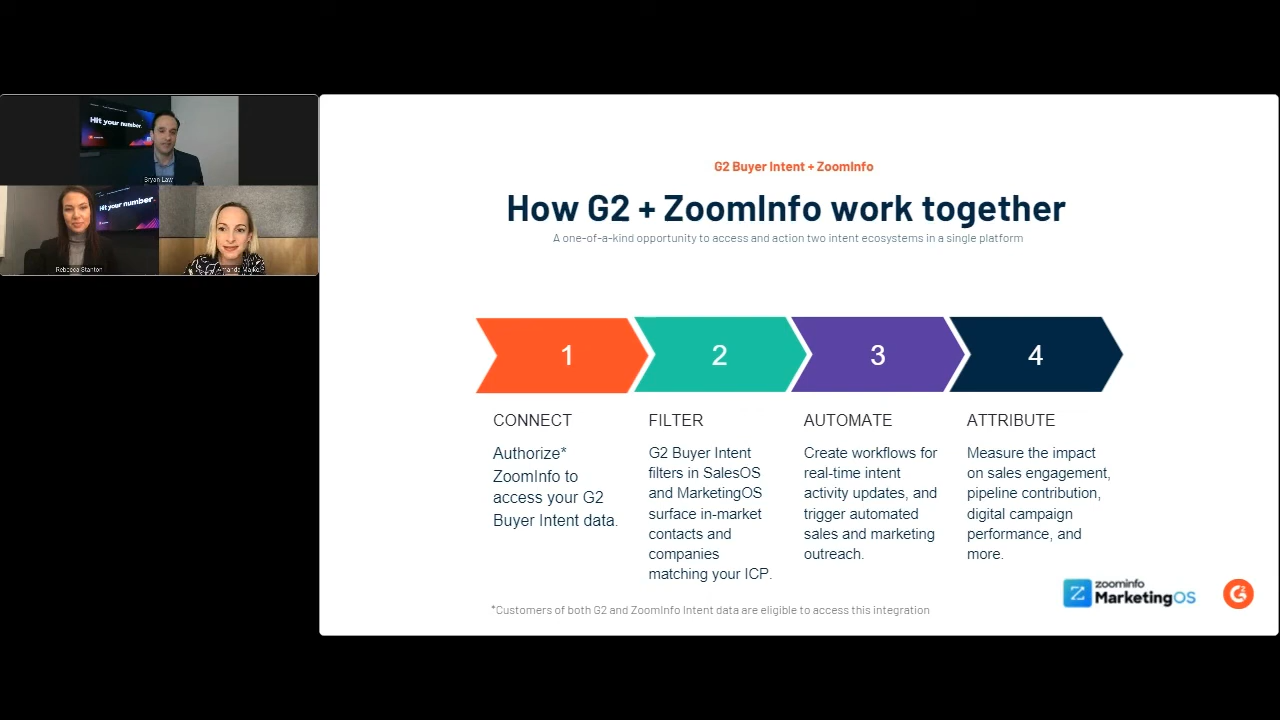 Hit your number.
Bryan Law
Hit your number.
Rebecca Stanton
Amanda
G2 Buyer Intent + ZoomInfo
How G2 + ZoomInfo work together
A one-of-a-kind opportunity to access and action two intent ecosystems in a single platform
1
2
3
4
CONNECT
Authorize*
ZoomInfo to
access your G2
Buyer Intent data.
FILTER
G2 Buyer Intent
filters in SalesOS
and MarketingOS
surface in-market
contacts and
companies
matching your ICP.
AUTOMATE
Create workflows for
real-time intent
activity updates, and
trigger automated
sales and marketing
outreach.
ATTRIBUTE
Measure the impact
on sales engagement,
pipeline contribution,
digital campaign
performance, and
more.
*Customers of both G2 and ZoomInfo Intent data are eligible to access this integration
Z
zoominfo
MarketingOS
G2